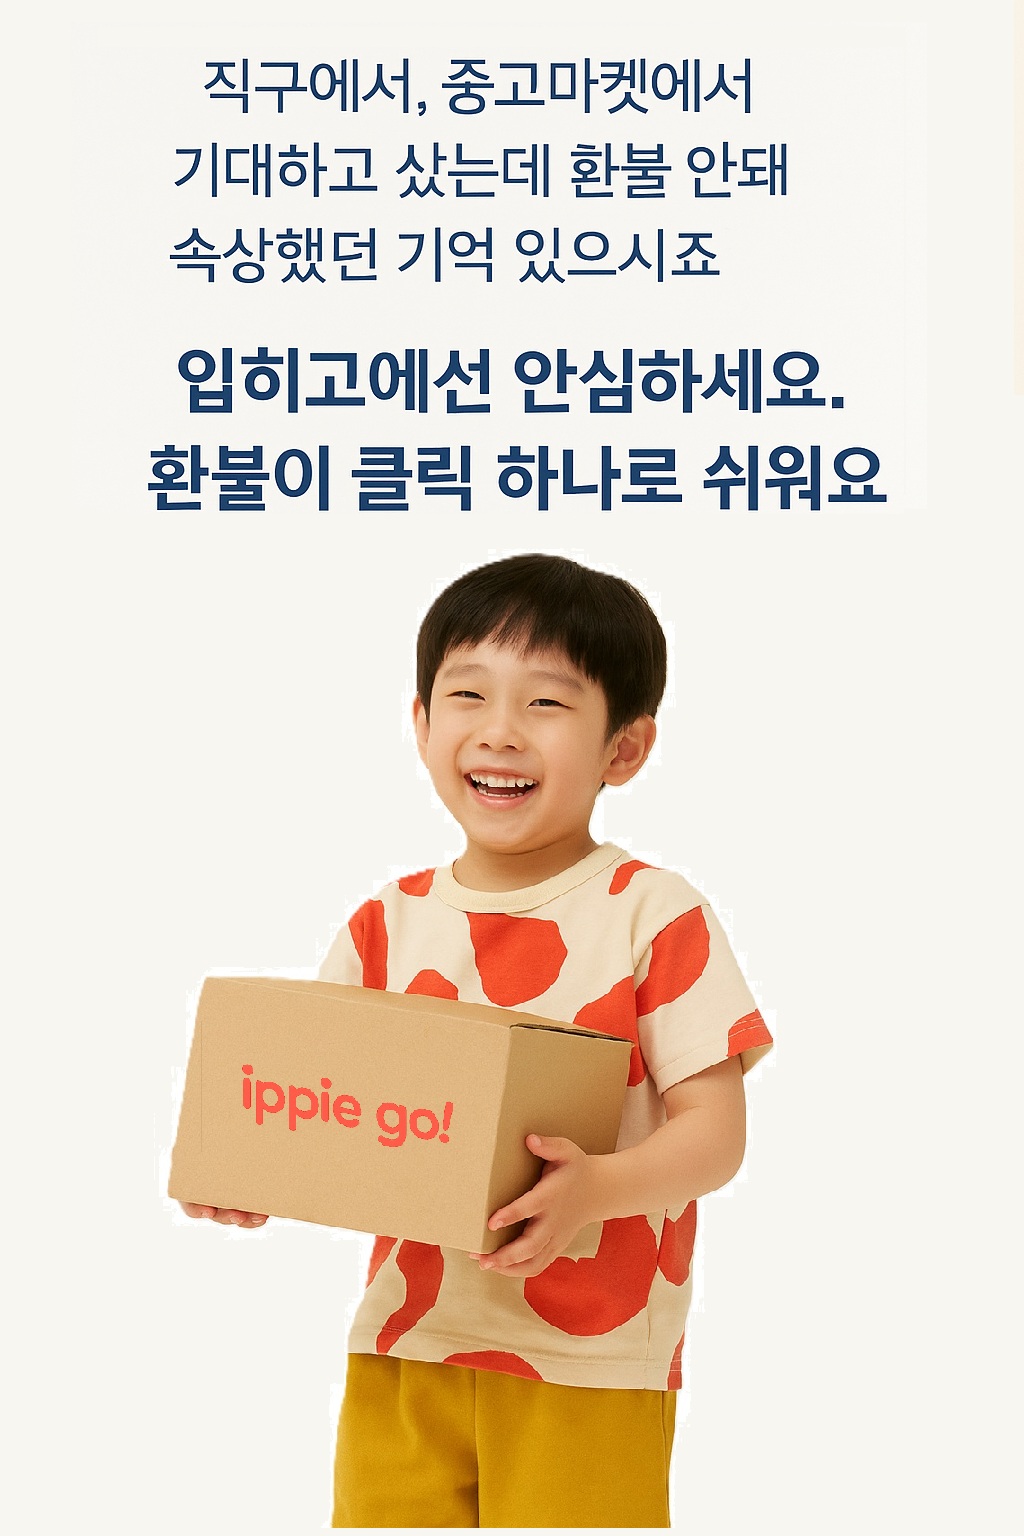 직구에서, 중고마켓에서
기대하고 샀는데 환불 안돼
속상했던 기억 있으시죠
입히고에선 안심하세요.
환불이 클릭 하나로 쉬워요
ippie go!